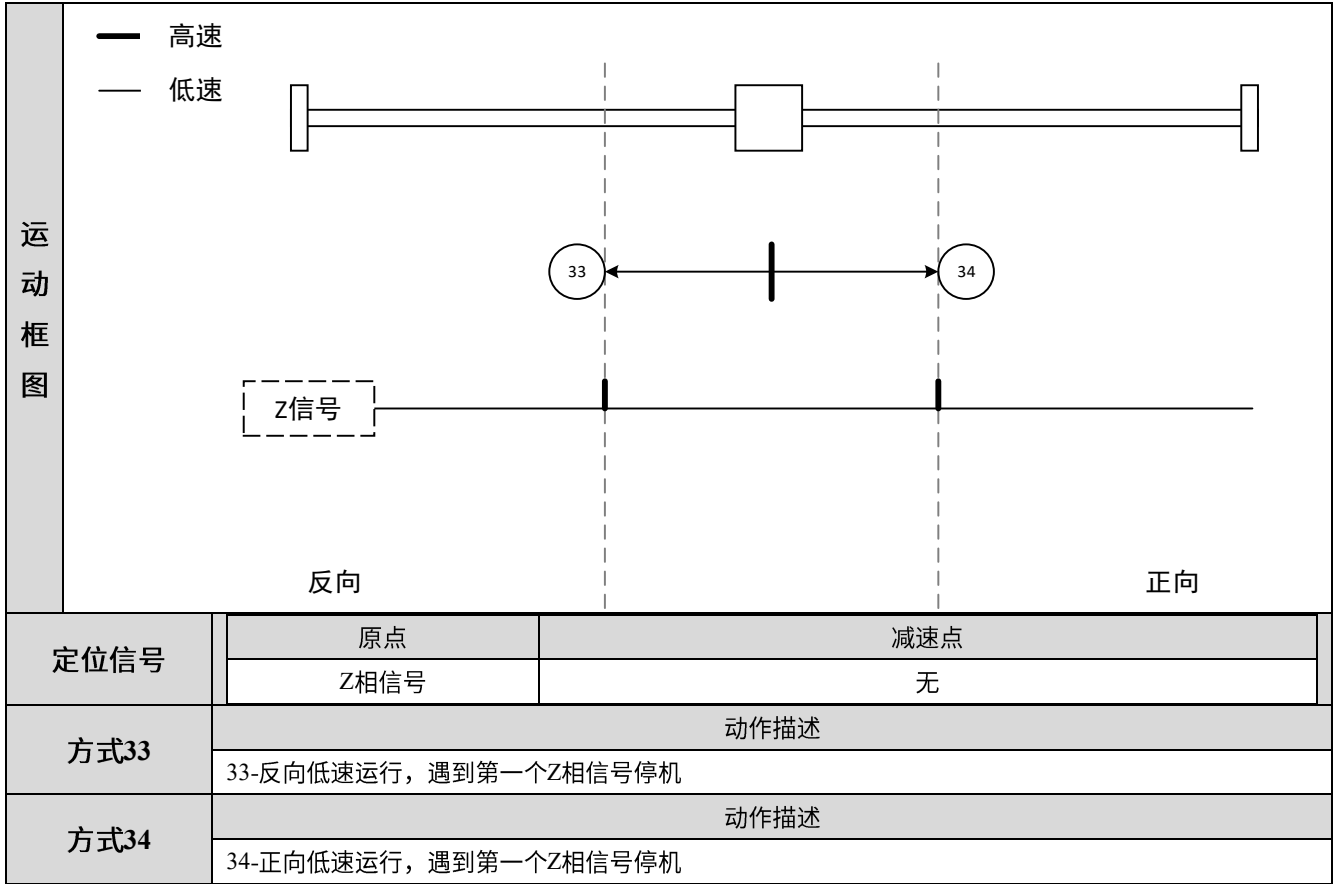 高速
低速
运
动
框
图
33
34
Z信号
反向
正向
定位信号
原点
减速点
Z相信号
无
方式33
动作描述
33-反向低速运行，遇到第一个Z相信号停机
方式34
动作描述
34-正向低速运行，遇到第一个Z相信号停机